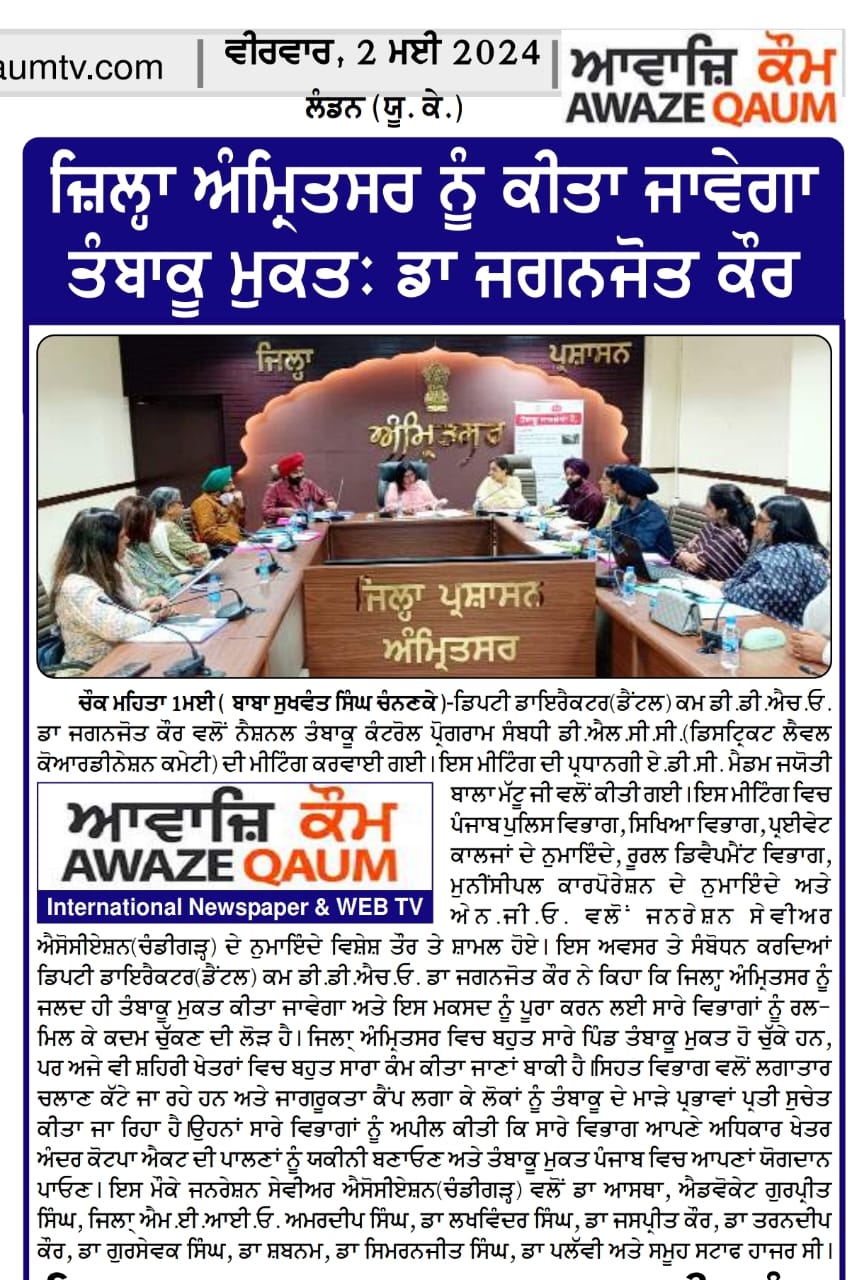 aumtv.com
ਵੀਰਵਾਰ, 2 ਮਈ 2024
ਲੰਡਨ (ਯੂ. ਕੇ.)
ਆਵਾਜ਼ਿ ਕੌਮ
AWAZE QAUM
ਜ਼ਿਲ੍ਹਾ ਅੰਮ੍ਰਿਤਸਰ ਨੂੰ ਕੀਤਾ ਜਾਵੇਗਾ
ਤੰਬਾਕੂ ਮੁਕਤ: ਡਾ ਜਗਨਜੋਤ ਕੌਰ
ਜ਼ਿਲ੍ਹਾ ਪ੍ਰਸ਼ਾਸਨ
ਅੰਮ੍ਰਿਤਸਰ
ਜ਼ਿਲ੍ਹਾ ਪ੍ਰਸ਼ਾਸਨ
ਅੰਮ੍ਰਿਤਸਰ
ਚੌਕ ਮਹਿਤਾ 1ਮਈ ( ਬਾਬਾ ਸੁਖਵੰਤ ਸਿੰਘ ਚੰਨਣਕੇ )-ਡਿਪਟੀ ਡਾਇਰੈਕਟਰ(ਡੈਂਟਲ) ਕਮ ਡੀ.ਡੀ.ਐਚ.ਓ.
ਡਾ ਜਗਨਜੋਤ ਕੌਰ ਵਲੋਂ ਨੈਸ਼ਨਲ ਤੰਬਾਕੂ ਕੰਟਰੋਲ ਪ੍ਰੋਗਰਾਮ ਸੰਬਧੀ ਡੀ.ਐਲ.ਸੀ.ਸੀ.(ਡਿਸਟ੍ਰਿਕਟ ਲੈਵਲ
ਕੋਆਰਡੀਨੇਸ਼ਨ ਕਮੇਟੀ) ਦੀ ਮੀਟਿੰਗ ਕਰਵਾਈ ਗਈ। ਇਸ ਮੀਟਿੰਗ ਦੀ ਪ੍ਰਧਾਨਗੀ ਏ.ਡੀ.ਸੀ. ਮੈਡਮ ਜਯੋਤੀ
ਬਾਲਾ ਮੱਟੂ ਜੀ ਵਲੋਂ ਕੀਤੀ ਗਈ। ਇਸ ਮੀਟਿੰਗ ਵਿਚ
ਪੰਜਾਬ ਪੁਲਿਸ ਵਿਭਾਗ, ਸਿਖਿਆ ਵਿਭਾਗ, ਪ੍ਰਈਵੇਟ
ਕਾਲਜਾਂ ਦੇ ਨੁਮਾਇੰਦੇ, ਰੂਰਲ ਡਿਵੈਪਮੈਂਟ ਵਿਭਾਗ,
ਮੁਨੀਂਸੀਪਲ ਕਾਰਪੋਰੇਸ਼ਨ ਦੇ ਨੁਮਾਇੰਦੇ ਅਤੇ
ਐਨ.ਜੀ.ਓ. ਵਲੋਂ ਜਨਰੇਸ਼ਨ ਸੇਵੀਅਰ
ਆਵਾਜ਼ਿ ਕੌਮ
AWAZE QAUM
International Newspaper & WEB TV
ਐਸੋਸੀਏਸ਼ਨ(ਚੰਡੀਗੜ੍ਹ) ਦੇ ਨੁਮਾਇੰਦੇ ਵਿਸ਼ੇਸ਼ ਤੌਰ ਤੇ ਸ਼ਾਮਲ ਹੋਏ। ਇਸ ਅਵਸਰ ਤੇ ਸੰਬੋਧਨ ਕਰਦਿਆਂ
ਡਿਪਟੀ ਡਾਇਰੈਕਟਰ(ਡੈਂਟਲ) ਕਮ ਡੀ.ਡੀ.ਐਚ.ਓ. ਡਾ ਜਗਨਜੋਤ ਕੌਰ ਨੇ ਕਿਹਾ ਕਿ ਜਿਲ੍ਹਾ ਅੰਮ੍ਰਿਤਸਰ ਨੂੰ
ਜਲਦ ਹੀ ਤੰਬਾਕੂ ਮੁਕਤ ਕੀਤਾ ਜਾਵੇਗਾ ਅਤੇ ਇਸ ਮਕਸਦ ਨੂੰ ਪੂਰਾ ਕਰਨ ਲਈ ਸਾਰੇ ਵਿਭਾਗਾਂ ਨੂੰ ਰਲ-
ਮਿਲ ਕੇ ਕਦਮ ਚੁੱਕਣ ਦੀ ਲੋੜ ਹੈ। ਜਿਲਾ੍ ਅੰਮ੍ਰਿਤਸਰ ਵਿਚ ਬਹੁਤ ਸਾਰੇ ਪਿੰਡ ਤੰਬਾਕੂ ਮੁਕਤ ਹੋ ਚੁੱਕੇ ਹਨ,
ਪਰ ਅਜੇ ਵੀ ਸ਼ਹਿਰੀ ਖੇਤਰਾਂ ਵਿਚ ਬਹੁਤ ਸਾਰਾ ਕੰਮ ਕੀਤਾ ਜਾਣਾਂ ਬਾਕੀ ਹੈ।ਸਿਹਤ ਵਿਭਾਗ ਵਲੋਂ ਲਗਾਤਾਰ
ਚਲਾਣ ਕੱਟੇ ਜਾ ਰਹੇ ਹਨ ਅਤੇ ਜਾਗਰੂਕਤਾ ਕੈਂਪ ਲਗਾ ਕੇ ਲੋਕਾਂ ਨੂੰ ਤੰਬਾਕੂ ਦੇ ਮਾੜੇ ਪ੍ਰਭਾਵਾਂ ਪ੍ਰਤੀ ਸੁਚੇਤ
ਕੀਤਾ ਜਾ ਰਿਹਾ ਹੈ।ਉਹਨਾਂ ਸਾਰੇ ਵਿਭਾਗਾਂ ਨੂੰ ਅਪੀਲ ਕੀਤੀ ਕਿ ਸਾਰੇ ਵਿਭਾਗ ਆਪਣੇ ਅਧਿਕਾਰ ਖੇਤਰ
ਅੰਦਰ ਕੋਟਪਾ ਐਕਟ ਦੀ ਪਾਲਣਾਂ ਨੂੰ ਯਕੀਨੀ ਬਣਾਓਣ ਅਤੇ ਤੰਬਾਕੂ ਮੁਕਤ ਪੰਜਾਬ ਵਿਚ ਆਪਣਾਂ ਯੋਗਦਾਨ
ਪਾਓਣ। ਇਸ ਮੌਕੇ ਜਨਰੇਸ਼ਨ ਸੇਵੀਅਰ ਐਸੋਸੀਏਸ਼ਨ(ਚੰਡੀਗੜ੍ਹ) ਵਲੋਂ ਡਾ ਆਸਥਾ, ਐਡਵੋਕੇਟ ਗੁਰਪ੍ਰੀਤ
ਸਿੰਘ, ਜਿਲਾ੍ ਐਮ.ਈ.ਆਈ.ਓ. ਅਮਰਦੀਪ ਸਿੰਘ, ਡਾ ਲਖਵਿੰਦਰ ਸਿੰਘ, ਡਾ ਜਸਪ੍ਰੀਤ ਕੌਰ, ਡਾ ਤਰਨਦੀਪ
ਕੌਰ, ਡਾ ਗੁਰਸੇਵਕ ਸਿੰਘ, ਡਾ ਸ਼ਬਨਮ, ਡਾ ਸਿਮਰਨਜੀਤ ਸਿੰਘ, ਡਾ ਪਲੱਵੀ ਅਤੇ ਸਮੂਹ ਸਟਾਫ ਹਾਜਰ ਸੀ।